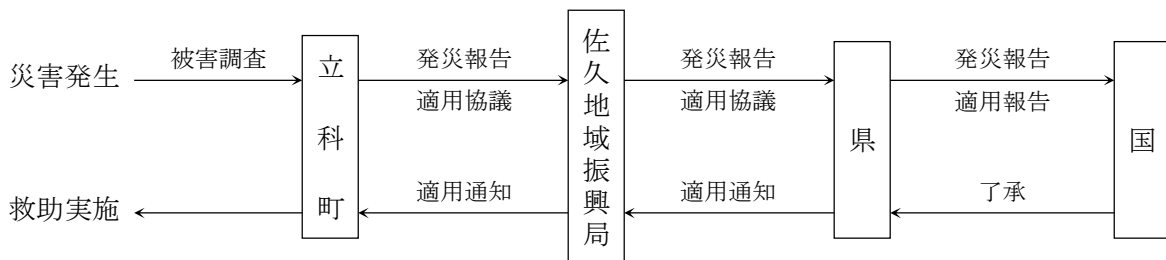 災害発生
被害調査
立科町
発災報告
適用協議
佐久地域振興局
発災報告
適用協議
県
発災報告
適用報告
国
救助実施
適用通知
適用通知
了承